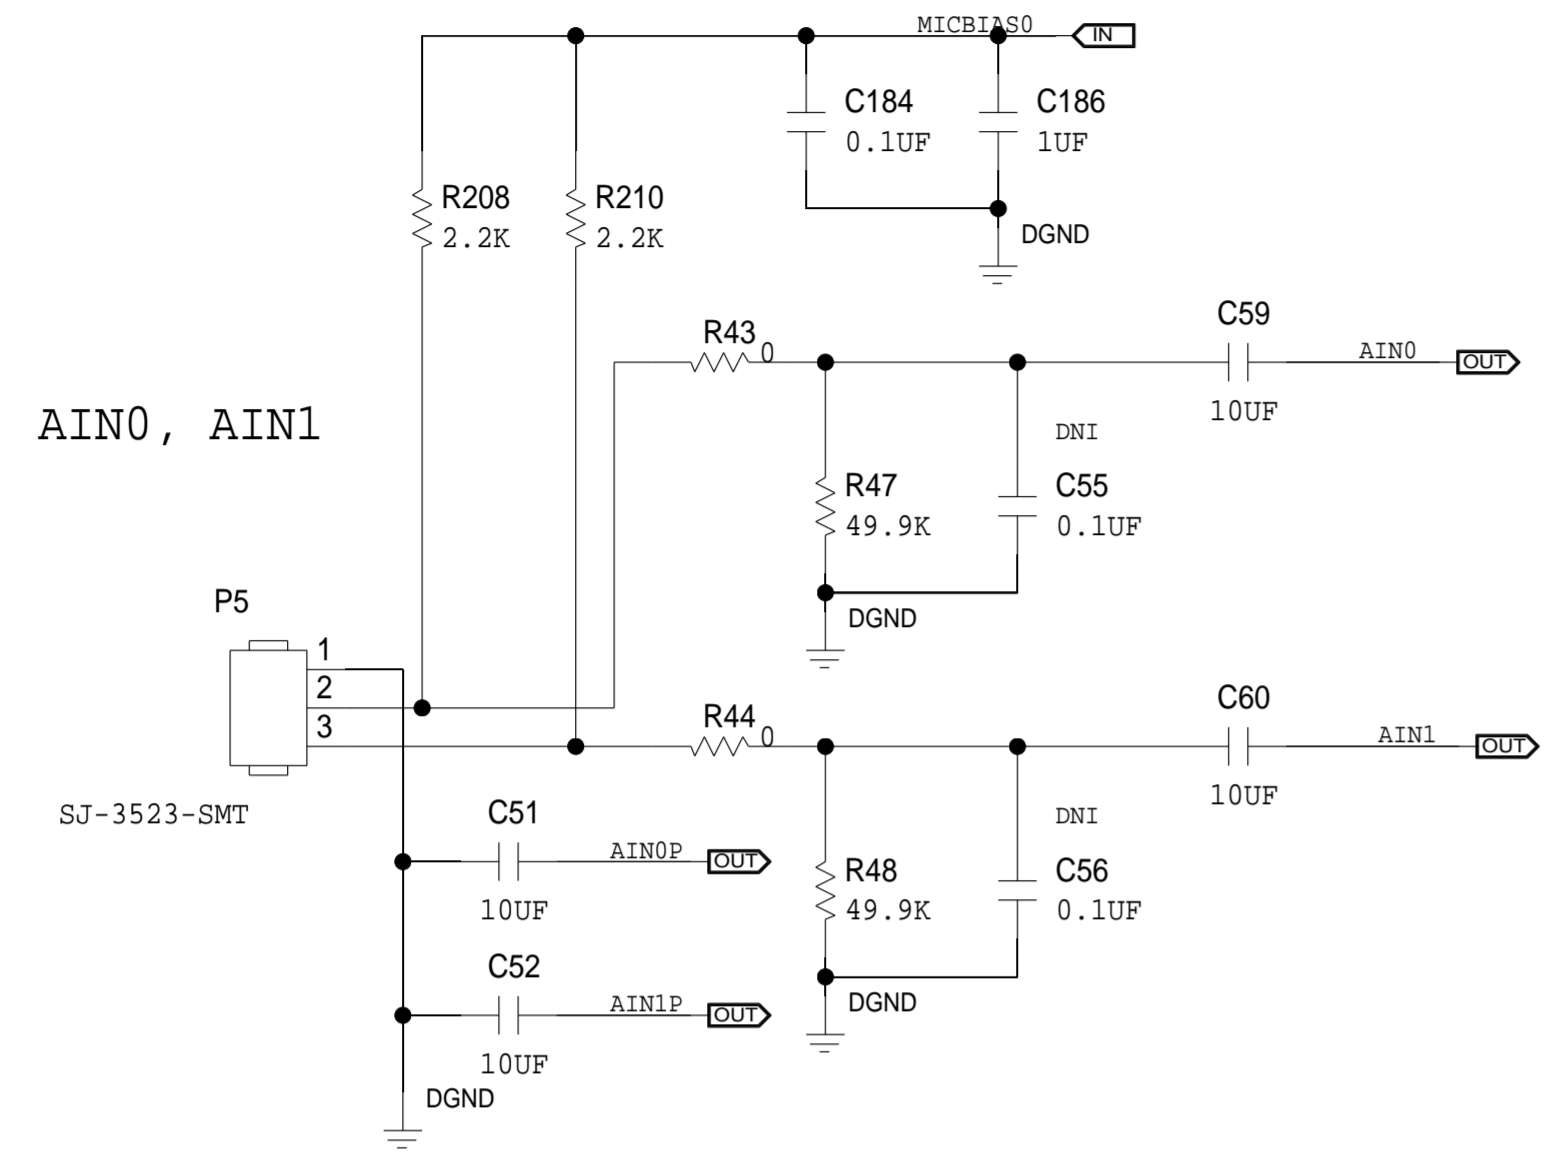 MICBIAS0
IN
C184
0.1UF
C186
1UF
R208
2.2K
R210
2.2K
DGND
C59
R43
0
AIN0
OUT
10UF
AIN0, AIN1
DNI
R47
49.9K
C55
0.1UF
P5
DGND
1
2
3
C60
R44
0
AIN1
OUT
10UF
SJ-3523-SMT
DNI
C51
AIN0P
OUT
10UF
R48
49.9K
C56
0.1UF
C52
AIN1P
OUT
10UF
DGND
DGND